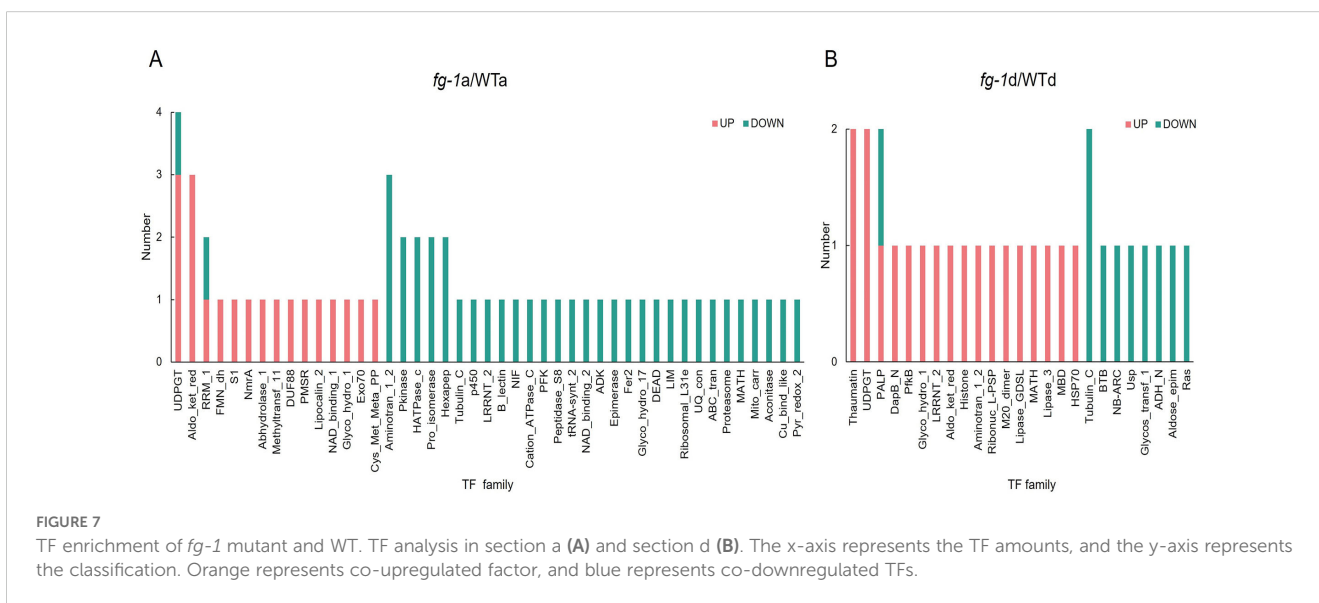 A
fg-1a/WTa
UP DOWN
Number
4
3
2
1
0
UDPGT
Aldo_ket_red
RRM_1
FMN_dh
S1
NmrA
Abhydrolase_1
Methyltransf_11
DUF88
PMSR
Lipocalin_2
NAD_binding_1
Glyco_hydro_1
Exo70
Cys_Met_Meta_PP
Aminotran_1_2
Pkinase
HATPase_c
Pro_isomerase
Hexapep
Tubulin_C
p450
LRRNT_2
B_lectin
NIF
Cation_ATPase_C
PFK
Peptidase_S8
tRNA-synt_2
NAD_binding_2
ADK
Epimerase
Fer2
Glyco_hydro_17
DEAD
LIM
Ribosomal_L31e
UQ_con
ABC_tran
Proteasome
MATH
Mito_carr
Aconitase
Cu_bind_like
Pyr_redox_2
TF family
B
fg-1d/WTd
UP DOWN
Number
2
1
0
Thaumatin
UDPGT
PALP
DapB_N
PfkB
Glyco_hydro_1
LRRNT_2
Aldo_ket_red
Histone
Aminotran_1_2
Ribonuc_L-PSP
M20_dimer
Lipase_GDSL
MATH
Lipase_3
MBD
HSP70
Tubulin_C
BTB
NB-ARC
Usp
Glycos_transf_1
ADH_N
Aldose_epim
Ras
TF family
FIGURE 7
TF enrichment of fg-1 mutant and WT. TF analysis in section a (A) and section d (B). The x-axis represents the TF amounts, and the y-axis represents
the classification. Orange represents co-upregulated factor, and blue represents co-downregulated TFs.